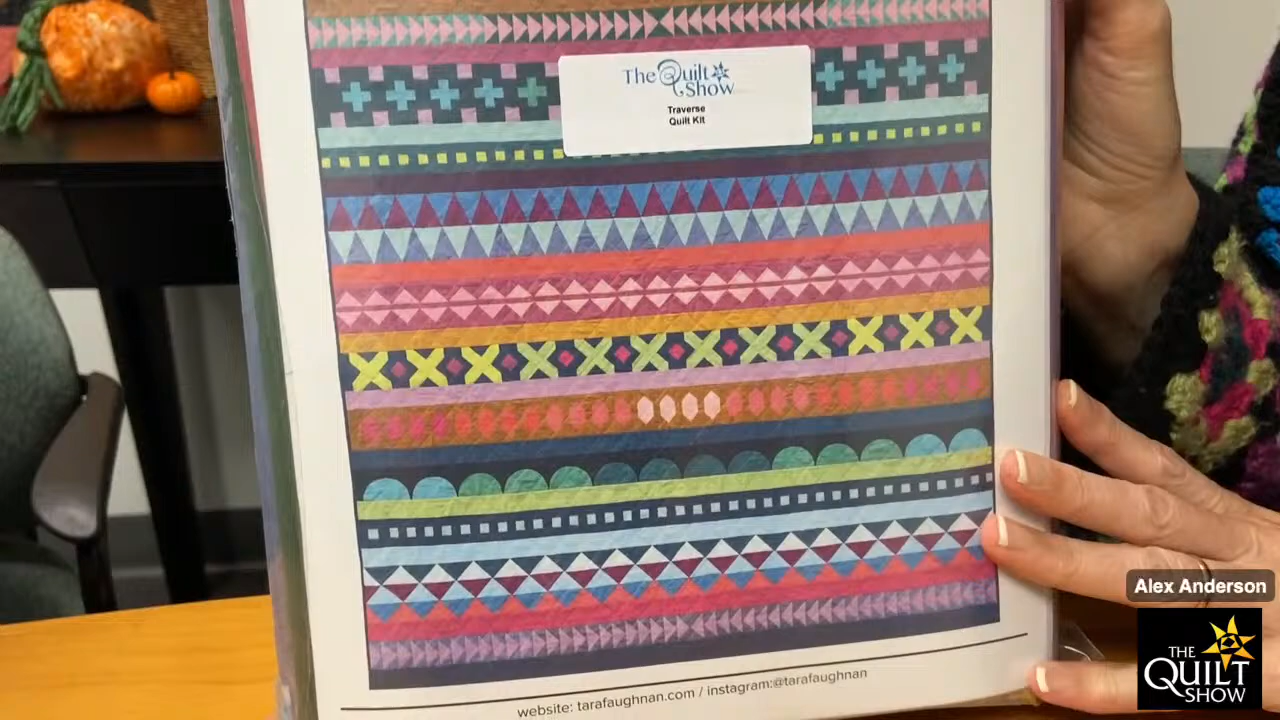 The Quilt
Show
Traverse
Quilt Kit
website: tarafaughnan.com / instagram:@tarafaughnan
Alex Anderson
THE
QUILT
SHOW